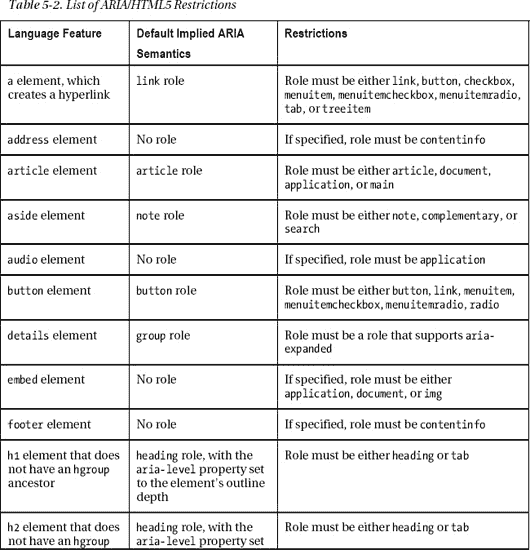 Table 5-2. List of ARIA/HTML5 Restrictions
Language Feature
Default Implied ARIA
Semantics
Restrictions
a element, which
creates a hyperlink
link role
Role must be either link, button, checkbox,
menuitem, menuitemcheckbox, menuitemradio,
tab, or treeitem
address element
No role
If specified, role must be contentinfo
article element
article role
Role must be either article, document,
application, or main
aside element
note role
Role must be either note, complementary, or
search
audio element
No role
If specified, role must be application
button element
button role
Role must be either button, link, menuitem,
menuitemcheckbox, menuitemradio, radio
details element
group role
Role must be a role that supports aria-
expanded
embed element
No role
If specified, role must be either
application, document, or img
footer element
No role
If specified, role must be contentinfo
h1 element that does
not have an hgroup
ancestor
heading role, with the
aria-level property set
to the element's outline
depth
Role must be either heading or tab
h2 element that does
not have an hgroup
heading role, with the
aria-level property set
Role must be either heading or tab